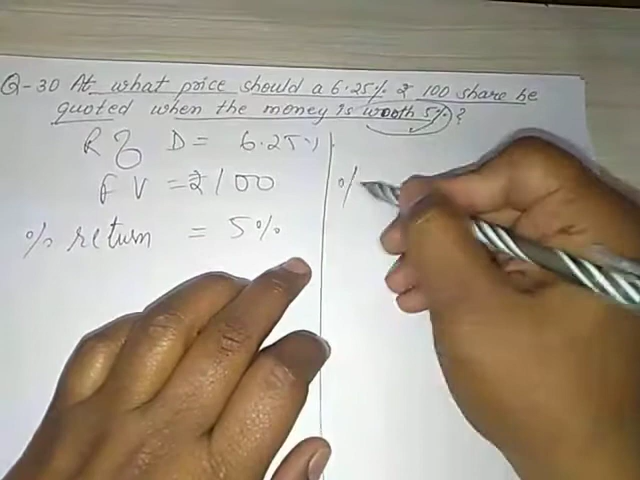 Q-30 At what price should a 6.25% ₹ 100 share be
quoted when the money is worth 5%?
R of D = 6.25%
F V = ₹ 100
% return = 5%
%